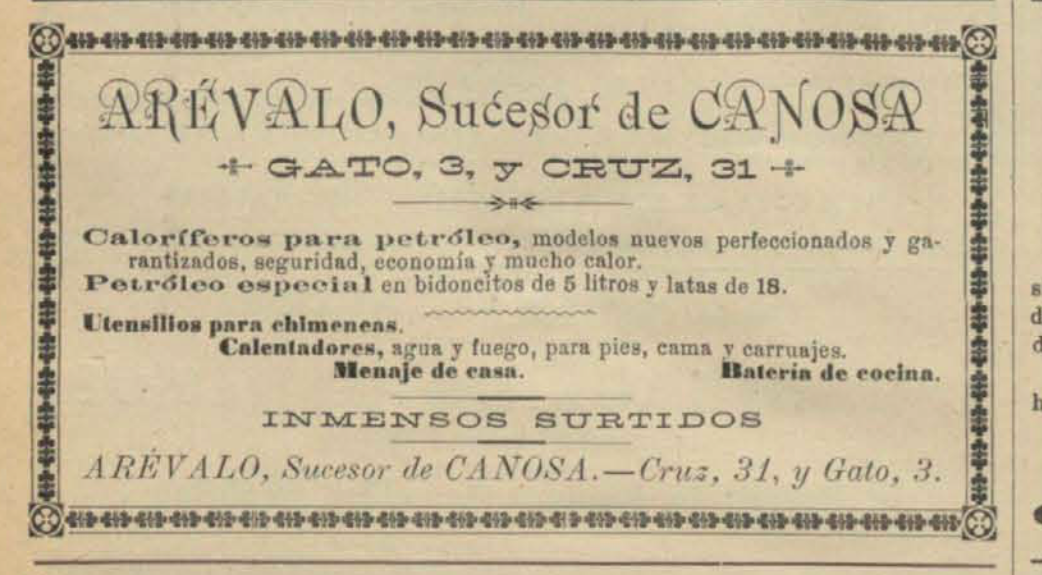 ARÉVALO, Sucesor de CANOSA
GATO, 3, y CRUZ, 31
Caloríferos para petróleo, modelos nuevos perfeccionados y ga-
rantizados, seguridad, economía y mucho calor.
Petróleo especial en bidoncitos de 5 litros y latas de 18.
Utensilios para chimeneas.
Calentadores, agua y fuego, para pies, cama y carruajes.
Menaje de casa. Batería de cocina.
INMENSOS SURTIDOS
ARÉVALO, Sucesor de CANOSA.—Cruz, 31, y Gato, 3.